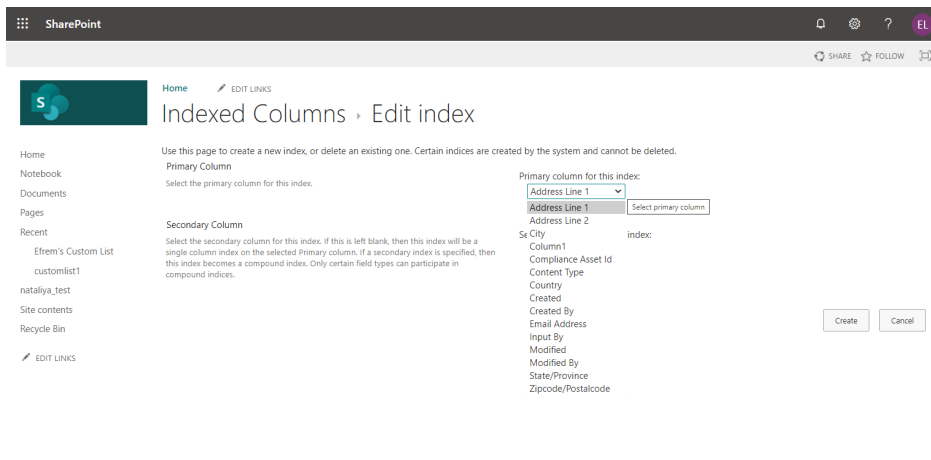 SharePoint
?
EL
SHARE
FOLLOW
S
Home
EDIT LINKS
Indexed Columns › Edit index
Home
Notebook
Documents
Pages
Recent
Efrem's Custom List
customlist1
nataliya_test
Site contents
Recycle Bin
EDIT LINKS
Use this page to create a new index, or delete an existing one. Certain indices are created by the system and cannot be deleted.
Primary Column
Select the primary column for this index.
Primary column for this index:
Address Line 1
Address Line 1
Select primary column
Address Line 2
City
Column1
Compliance Asset Id
Content Type
Country
Created
Created By
Email Address
Input By
Modified
Modified By
State/Province
Zipcode/Postalcode
Secondary Column
Select the secondary column for this index. If this is left blank, then this index will be a
single column index on the selected Primary column. If a secondary index is specified, then
this index becomes a compound index. Only certain field types can participate in
compound indices.
index:
Create
Cancel